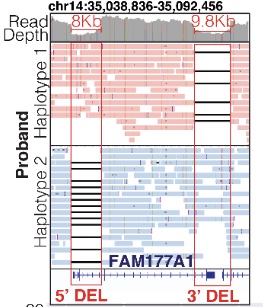 chr14:35,038,836-35,092,456
Read
Depth
8Kb
9.8Kb
Proband
Haplotype 1
Haplotype 2
FAM177A1
5' DEL
3' DEL